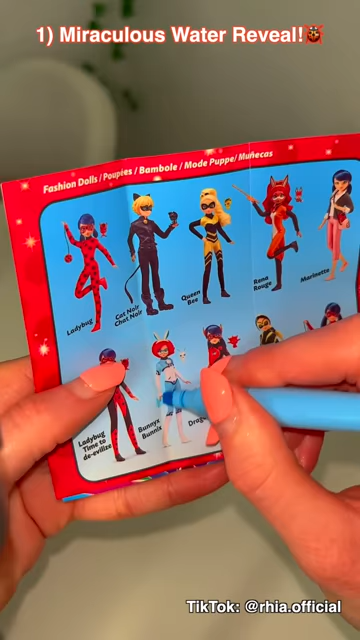 1) Miraculous Water Reveal!🐞
Fashion Dolls / Poupées / Bambole / Mode Puppe / Muñecas
Ladybug
Cat Noir
Chat Noir
Queen
Bee
Rena
Rouge
Marinette
Ladybug
Time to
de-evilize
Bunnyx
Bunnix
TikTok: @rhia.official